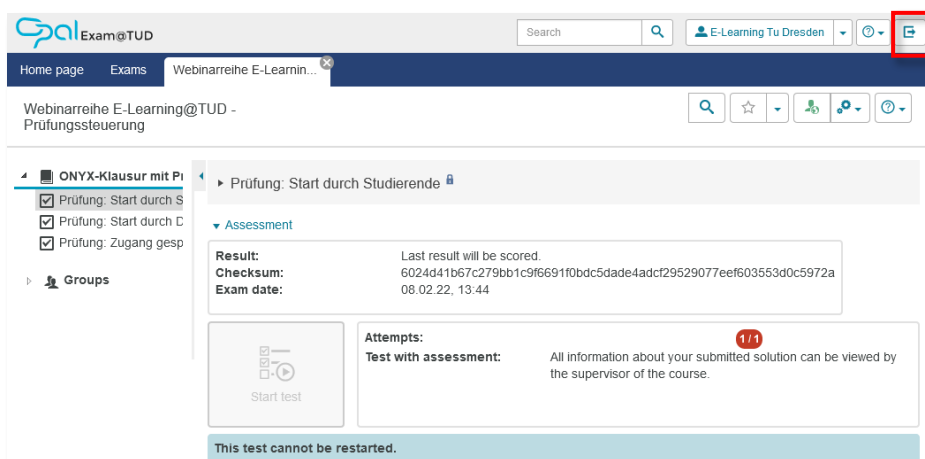 Opal Exam@TUD
Search
E-Learning Tu Dresden
Home page Exams Webinarreihe E-Learnin...
Webinarreihe E-Learning@TUD -
Prüfungssteuerung
ONYX-Klausur mit
Prüfung: Start durch S
Prüfung: Start durch D
Prüfung: Zugang gesp
Groups
Prüfung: Start durch Studierende
Assessment
Result: Last result will be scored.
Checksum: 6024d41b67c279bb1c9f6691f0bdc5dade4adcf29529077eef603553d0c5972a
Exam date: 08.02.22, 13:44
Start test
Attempts: 1/1
Test with assessment: All information about your submitted solution can be viewed by
the supervisor of the course.
This test cannot be restarted.